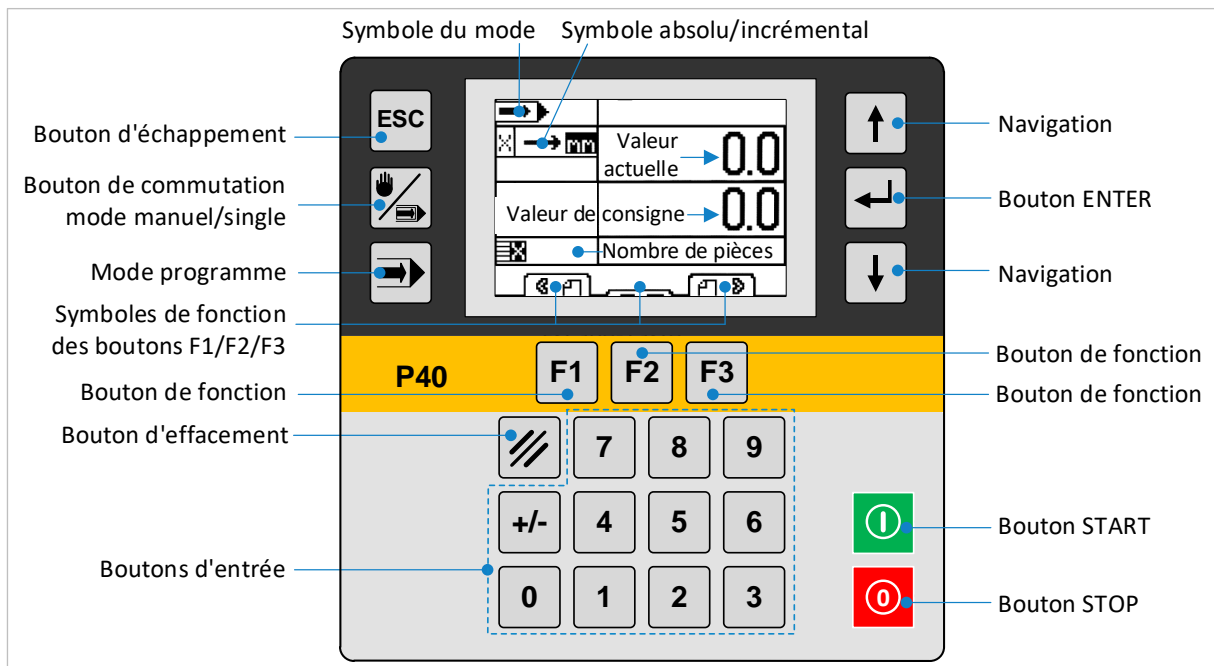 Symbole du mode
Symbole absolu/incrémental
ESC
Bouton d'échappement
Bouton de commutation
mode manuel/single
Mode programme
Symboles de fonction
des boutons F1/F2/F3
Bouton de fonction
Bouton d'effacement
Boutons d'entrée
X
MM
Valeur
actuelle
0.0
Valeur de consigne
0.0
Nombre de pièces
Navigation
Bouton ENTER
Navigation
P40
F1
F2
F3
Bouton de fonction
Bouton de fonction
7
8
9
+/-
4
5
6
0
1
2
3
Bouton START
0
Bouton STOP